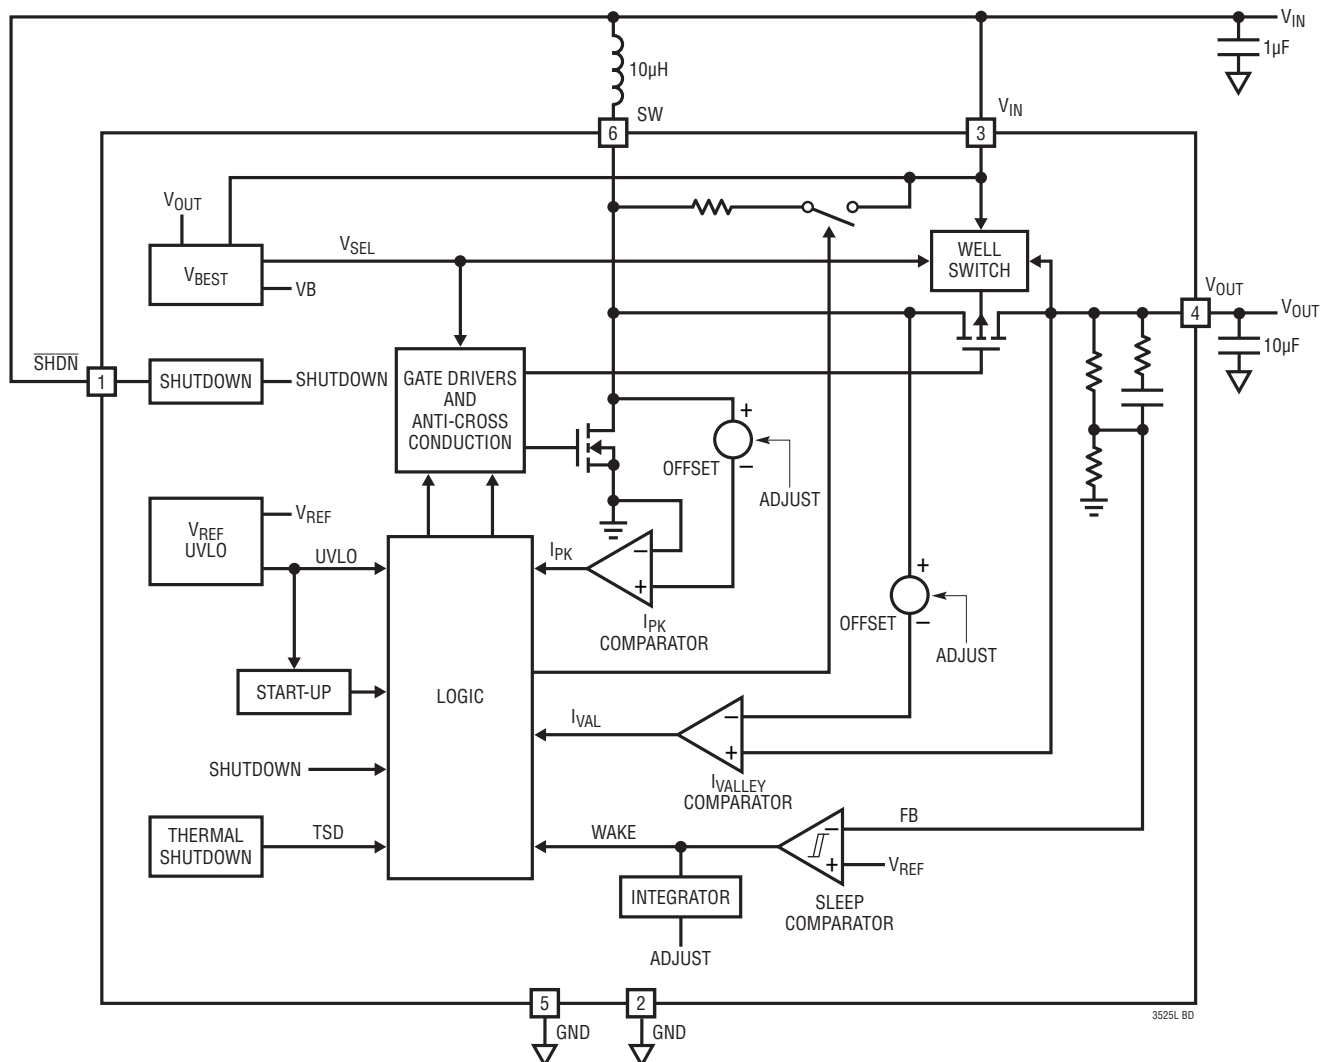 VIN
1µF
10µH
SW
VIN
6
3
VOUT
VSEL
WELL
SWITCH
VBEST
VB
VOUT
4
VOUT
10µF
SHDN
1
SHUTDOWN
SHUTDOWN
GATE DRIVERS
AND
ANTI-CROSS
CONDUCTION
+
OFFSET
–
ADJUST
VREF
UVLO
VREF
UVLO
IPK
–
+
IPK
COMPARATOR
+
OFFSET
–
ADJUST
START-UP
LOGIC
IVAL
–
+
IVALLEY
COMPARATOR
SHUTDOWN
THERMAL
SHUTDOWN
TSD
WAKE
–
+
FB
VREF
SLEEP
COMPARATOR
INTEGRATOR
ADJUST
5
GND
2
GND
3525L BD